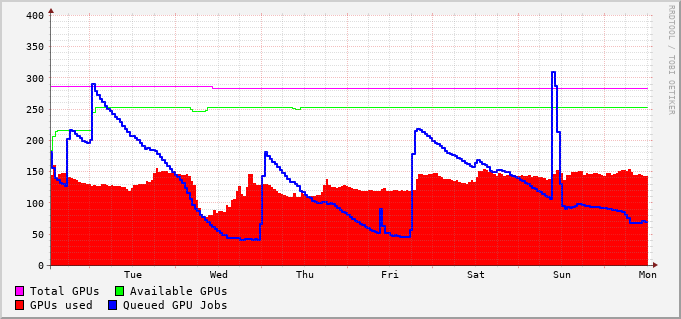 400
350
300
250
200
150
100
50
0
Tue Wed Thu Fri Sat Sun Mon
Total GPUs Available GPUs
GPUs used Queued GPU Jobs
RRDTOOL / TOBI OETIKER